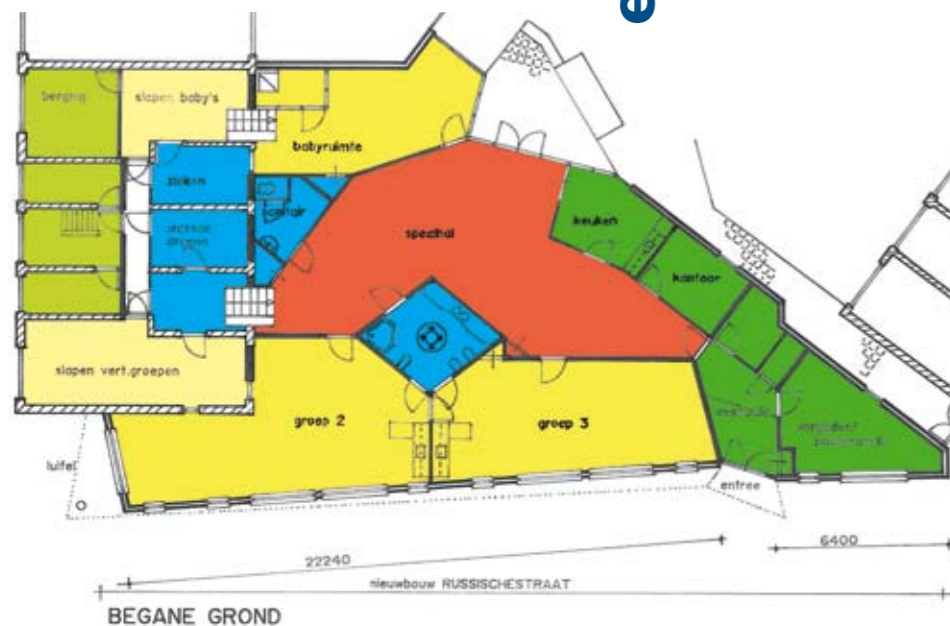 e
berging
slapen baby's
babyruimte
keuken
sanitair
speelhal
kantoor
slapen vert.groepen
groep 2
groep 3
luifel
entree
22240
6400
nieuwbouw RUSSISCHESTRAAT
BEGANE GROND